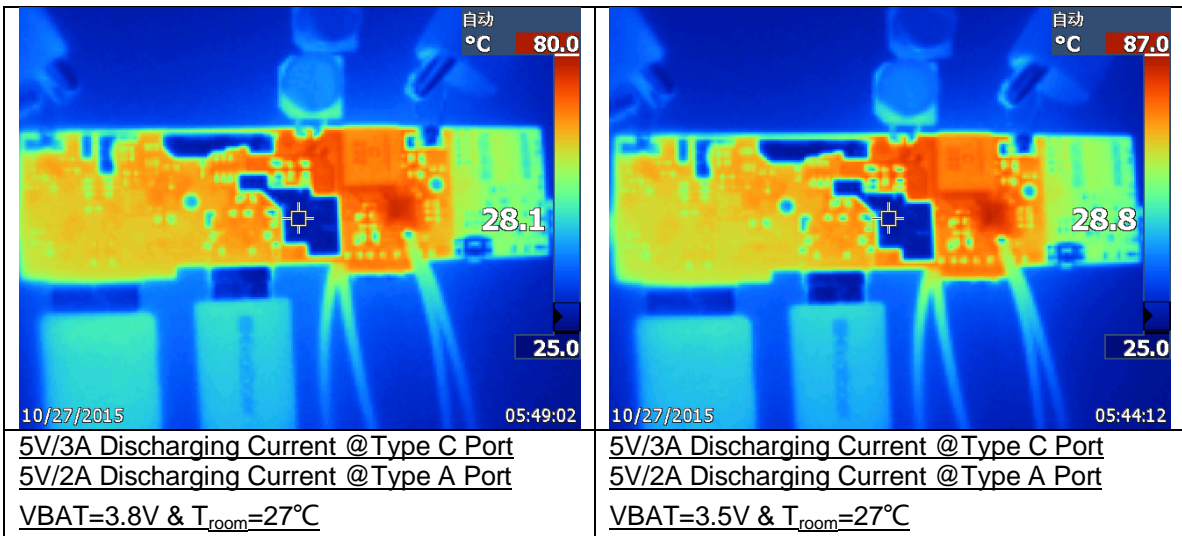 自动
°C 80.0
28.1
25.0
10/27/2015 05:49:02
5V/3A Discharging Current @Type C Port
5V/2A Discharging Current @Type A Port
VBAT=3.8V & Troom=27℃
自动
°C 87.0
28.8
25.0
10/27/2015 05:44:12
5V/3A Discharging Current @Type C Port
5V/2A Discharging Current @Type A Port
VBAT=3.5V & Troom=27℃